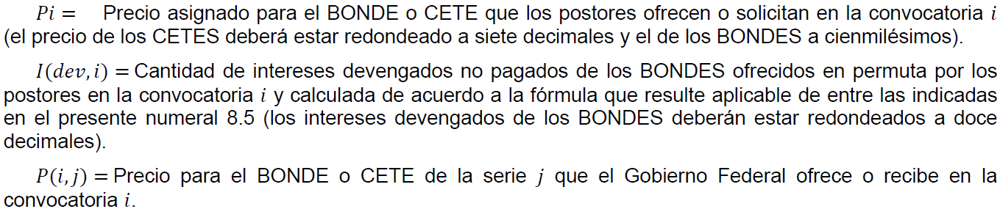 Pi = Precio asignado para el BONDE o CETE que los postores ofrecen o solicitan en la convocatoria i
(el precio de los CETES deberá estar redondeado a siete decimales y el de los BONDES a cienmilésimos).
I(dev, i) = Cantidad de intereses devengados no pagados de los BONDES ofrecidos en permuta por los
postores en la convocatoria i y calculada de acuerdo a la fórmula que resulte aplicable de entre las indicadas
en el presente numeral 8.5 (los intereses devengados de los BONDES deberán estar redondeados a doce
decimales).
P(i, j) = Precio para el BONDE o CETE de la serie j que el Gobierno Federal ofrece o recibe en la
convocatoria i.